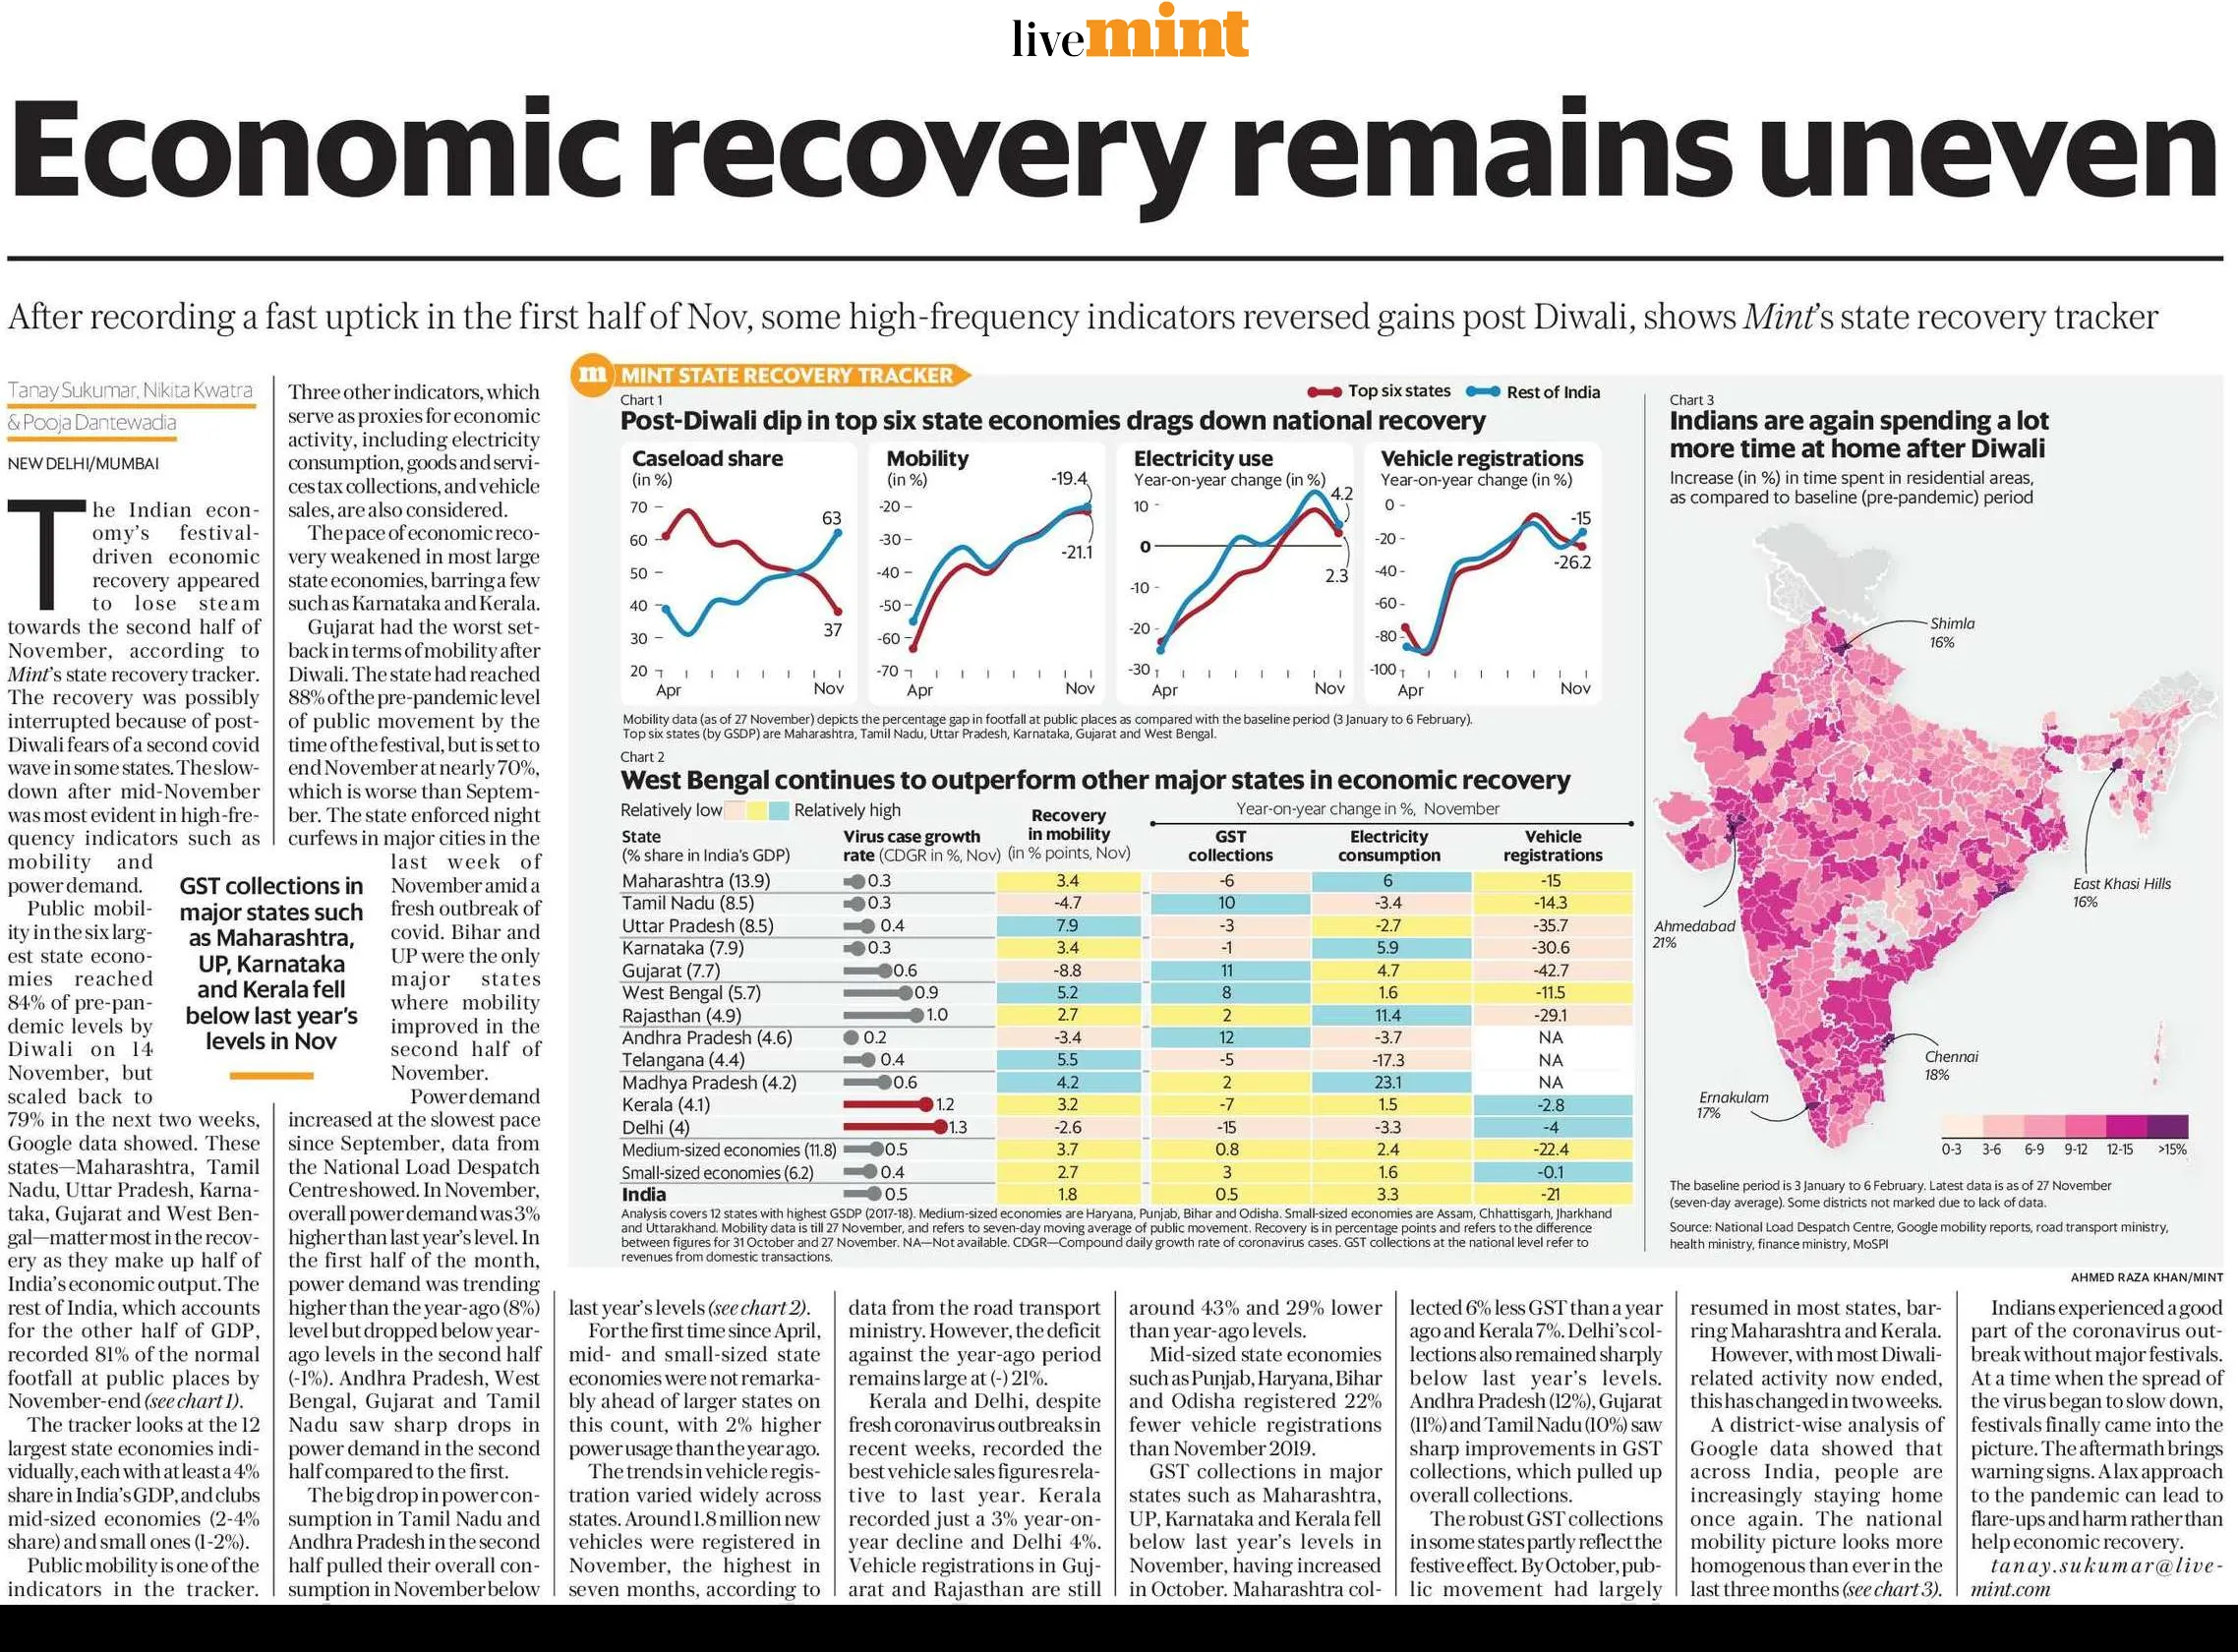 livemint
Economic recovery remains uneven
After recording a fast uptick in the first half of Nov, some high-frequency indicators reversed gains post Diwali, shows Mint's state recovery tracker
Tanay Sukumar, Nikita Kwatra
& Pooja Dantewadia
NEW DELHI/MUMBAI
The Indian econ-
omy's festival-
driven economic
recovery appeared
to lose steam
towards the second half of
November, according to
Mint's state recovery tracker.
The recovery was possibly
interrupted because of post-
Diwali fears of a second covid
wave in some states. The slow-
down after mid-November
was most evident in high-fre-
quency indicators such as
mobility and
power demand.
Public mobil-
ity in the six larg-
est state econo-
mies reached
84% of pre-pan-
demic levels by
Diwali on 14
November, but
scaled back to
79% in the next two weeks,
Google data showed. These
states—Maharashtra, Tamil
Nadu, Uttar Pradesh, Karna-
taka, Gujarat and West Ben-
gal—matter most in the recov-
ery as they make up half of
India's economic output. The
rest of India, which accounts
for the other half of GDP,
recorded 81% of the normal
footfall at public places by
November-end (see chart 1).
The tracker looks at the 12
largest state economies indi-
vidually, each with at least a 4%
share in India's GDP, and clubs
mid-sized economies (2-4%
share) and small ones (1-2%).
Public mobility is one of the
indicators in the tracker.
GST collections in
major states such
as Maharashtra,
UP, Karnataka
and Kerala fell
below last year's
levels in Nov
Three other indicators, which
serve as proxies for economic
activity, including electricity
consumption, goods and servi-
ces tax collections, and vehicle
sales, are also considered.
The pace of economic reco-
very weakened in most large
state economies, barring a few
such as Karnataka and Kerala.
Gujarat had the worst set-
back in terms of mobility after
Diwali. The state had reached
88% of the pre-pandemic level
of public movement by the
time of the festival, but is set to
end November at nearly 70%,
which is worse than Septem-
ber. The state enforced night
curfews in major cities in the
last week of
November amid a
fresh outbreak of
covid. Bihar and
UP were the only
major states
where mobility
improved in the
second half of
November.
Power demand
increased at the slowest pace
since September, data from
the National Load Despatch
Centre showed. In November,
overall power demand was 3%
higher than last year's level. In
the first half of the month,
power demand was trending
higher than the year-ago (8%)
level but dropped below year-
ago levels in the second half
(-1%). Andhra Pradesh, West
Bengal, Gujarat and Tamil
Nadu saw sharp drops in
power demand in the second
half compared to the first.
The big drop in power con-
sumption in Tamil Nadu and
Andhra Pradesh in the second
half pulled their overall con-
sumption in November below
m MINT STATE RECOVERY TRACKER
Top six states Rest of India
Chart 1
Post-Diwali dip in top six state economies drags down national recovery
Caseload share
(in %)
70
60
50
40
30
20
63
37
Apr Nov
Mobility
(in %)
-20
-30
-40
-50
-60
-70
-19.4
-21.1
Apr Nov
Electricity use
Year-on-year change (in %)
10
0
-10
-20
-30
4.2
2.3
Apr Nov
Vehicle registrations
Year-on-year change (in %)
0
-20
-40
-60
-80
-100
-15
-26.2
Apr Nov
Mobility data (as of 27 November) depicts the percentage gap in footfall at public places as compared with the baseline period (3 January to 6 February).
Top six states (by GSDP) are Maharashtra, Tamil Nadu, Uttar Pradesh, Karnataka, Gujarat and West Bengal.
Chart 2
West Bengal continues to outperform other major states in economic recovery
Relatively low Relatively high
Year-on-year change in %, November
State
(% share in India's GDP)
Virus case growth
rate (CDGR in %, Nov)
Recovery
in mobility
(in % points, Nov)
GST
collections
Electricity
consumption
Vehicle
registrations
Maharashtra (13.9) 0.3 3.4 -6 6 -15
Tamil Nadu (8.5) 0.3 -4.7 10 -3.4 -14.3
Uttar Pradesh (8.5) 0.4 7.9 -3 -2.7 -35.7
Karnataka (7.9) 0.3 3.4 -1 5.9 -30.6
Gujarat (7.7) 0.6 -8.8 11 4.7 -42.7
West Bengal (5.7) 0.9 5.2 8 1.6 -11.5
Rajasthan (4.9) 1.0 2.7 2 11.4 -29.1
Andhra Pradesh (4.6) 0.2 -3.4 12 -3.7 NA
Telangana (4.4) 0.4 5.5 -5 -17.3 NA
Madhya Pradesh (4.2) 0.6 4.2 2 23.1 NA
Kerala (4.1) 1.2 3.2 -7 1.5 -2.8
Delhi (4) 1.3 -2.6 -15 -3.3 -4
Medium-sized economies (11.8) 0.5 3.7 0.8 2.4 -22.4
Small-sized economies (6.2) 0.4 2.7 3 1.6 -0.1
India 0.5 1.8 0.5 3.3 -21
Analysis covers 12 states with highest GSDP (2017-18). Medium-sized economies are Haryana, Punjab, Bihar and Odisha. Small-sized economies are Assam, Chhattisgarh, Jharkhand
and Uttarakhand. Mobility data is till 27 November, and refers to seven-day moving average of public movement. Recovery is in percentage points and refers to the difference
between figures for 31 October and 27 November. NA—Not available. CDGR—Compound daily growth rate of coronavirus cases. GST collections at the national level refer to
revenues from domestic transactions.
Chart 3
Indians are again spending a lot
more time at home after Diwali
Increase (in %) in time spent in residential areas,
as compared to baseline (pre-pandemic) period
Shimla
16%
East Khasi Hills
16%
Ahmedabad
21%
Chennai
18%
Ernakulam
17%
0-3 3-6 6-9 9-12 12-15 >15%
The baseline period is 3 January to 6 February. Latest data is as of 27 November
(seven-day average). Some districts not marked due to lack of data.
Source: National Load Despatch Centre, Google mobility reports, road transport ministry,
health ministry, finance ministry, MoSPI
AHMED RAZA KHAN/MINT
last year's levels (see chart 2).
For the first time since April,
mid- and small-sized state
economies were not remarka-
bly ahead of larger states on
this count, with 2% higher
power usage than the year ago.
The trends in vehicle regis-
tration varied widely across
states. Around 1.8 million new
vehicles were registered in
November, the highest in
seven months, according to
data from the road transport
ministry. However, the deficit
against the year-ago period
remains large at (-) 21%.
Kerala and Delhi, despite
fresh coronavirus outbreaks in
recent weeks, recorded the
best vehicle sales figures rela-
tive to last year. Kerala
recorded just a 3% year-on-
year decline and Delhi 4%.
Vehicle registrations in Guj-
arat and Rajasthan are still
around 43% and 29% lower
than year-ago levels.
Mid-sized state economies
such as Punjab, Haryana, Bihar
and Odisha registered 22%
fewer vehicle registrations
than November 2019.
GST collections in major
states such as Maharashtra,
UP, Karnataka and Kerala fell
below last year's levels in
November, having increased
in October. Maharashtra col-
lected 6% less GST than a year
ago and Kerala 7%. Delhi's col-
lections also remained sharply
below last year's levels.
Andhra Pradesh (12%), Gujarat
(11%) and Tamil Nadu (10%) saw
sharp improvements in GST
collections, which pulled up
overall collections.
The robust GST collections
in some states partly reflect the
festive effect. By October, pub-
lic movement had largely
resumed in most states, bar-
ring Maharashtra and Kerala.
However, with most Diwali-
related activity now ended,
this has changed in two weeks.
A district-wise analysis of
Google data showed that
across India, people are
increasingly staying home
once again. The national
mobility picture looks more
homogenous than ever in the
last three months (see chart 3).
Indians experienced a good
part of the coronavirus out-
break without major festivals.
At a time when the spread of
the virus began to slow down,
festivals finally came into the
picture. The aftermath brings
warning signs. A lax approach
to the pandemic can lead to
flare-ups and harm rather than
help economic recovery.
tanay.sukumar@live-
mint.com